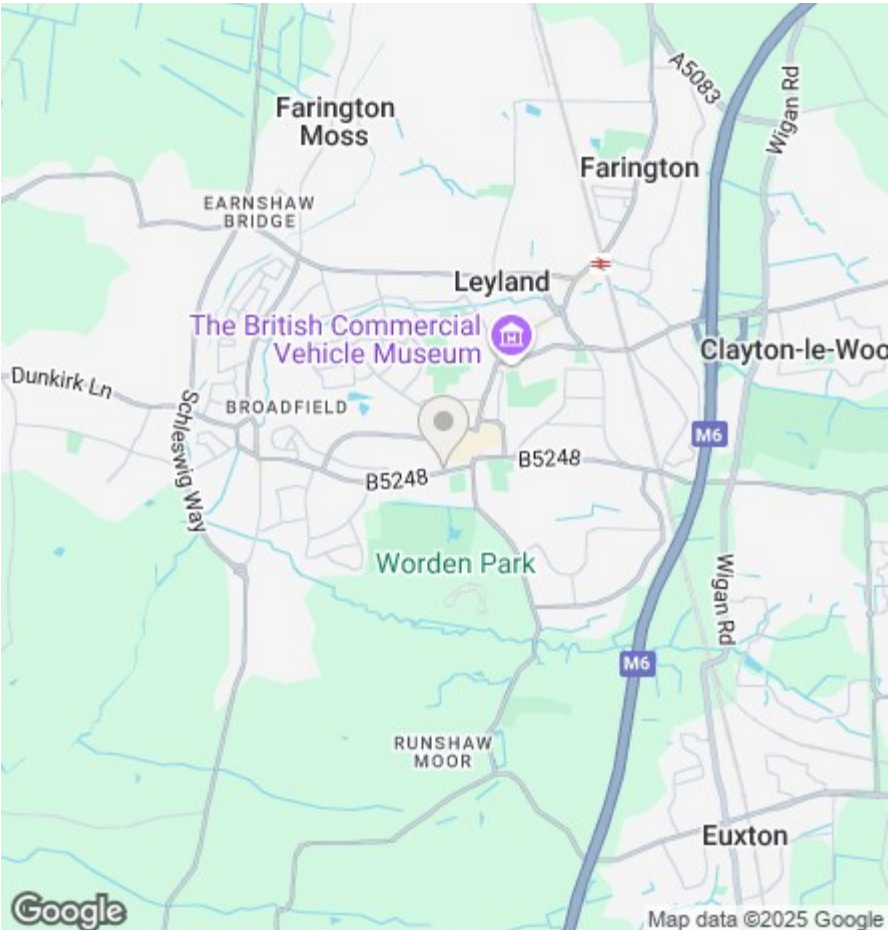 A5083
Wigan Rd
Farington
Moss
Farington
EARNSHAW
BRIDGE
Leyland
The British Commercial
Vehicle Museum
Clayton-le-Woo
Dunkirk Ln
Schleswig Way
BROADFIELD
M6
B5248
B5248
Worden Park
Wigan Rd
M6
RUNSHAW
MOOR
Euxton
Google
Map data ©2025 Google